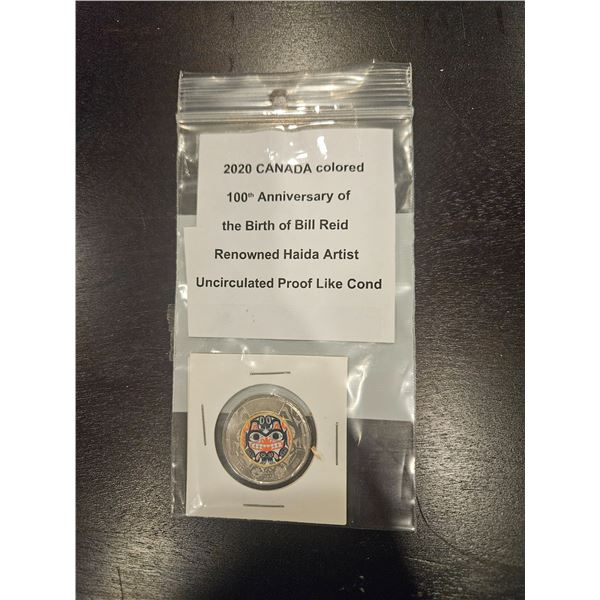 2020 CANADA colored
100th Anniversary of
the Birth of Bill Reid
Renowned Haida Artist
Uncirculated Proof Like Cond